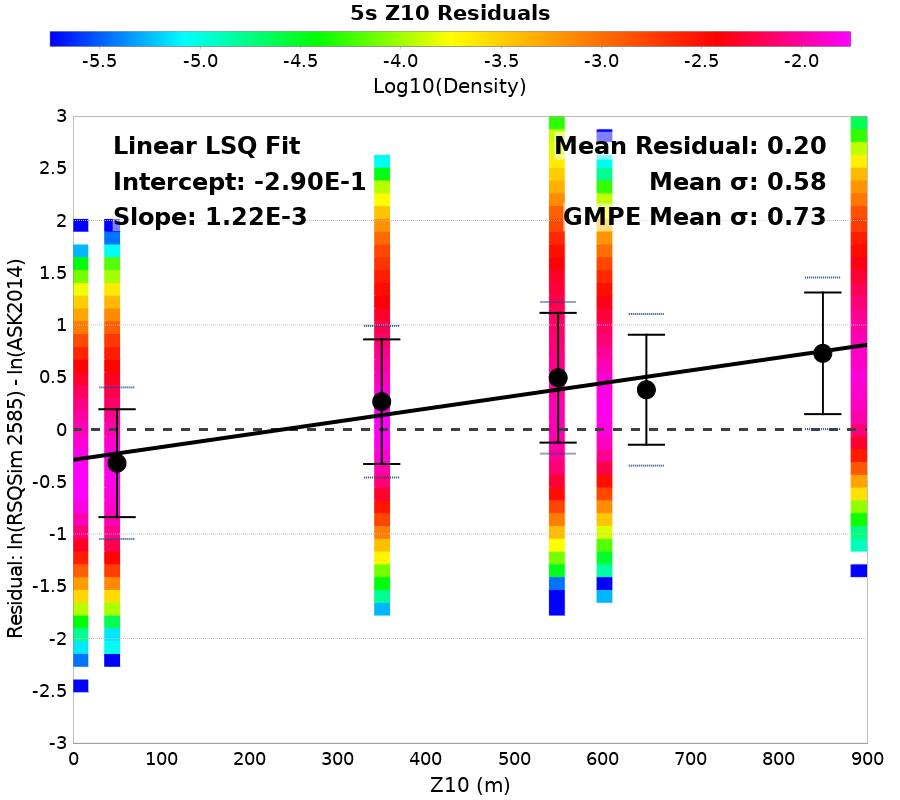 5s Z10 Residuals
-5.5 -5.0 -4.5 -4.0 -3.5 -3.0 -2.5 -2.0
Log10(Density)
Linear LSQ Fit
Intercept: -2.90E-1
Slope: 1.22E-3
Mean Residual: 0.20
Mean σ: 0.58
GMPE Mean σ: 0.73
Residual: ln(RSQSim 2585) - ln(ASK2014)
3
2.5
2
1.5
1
0.5
0
-0.5
-1
-1.5
-2
-2.5
-3
0 100 200 300 400 500 600 700 800 900
Z10 (m)